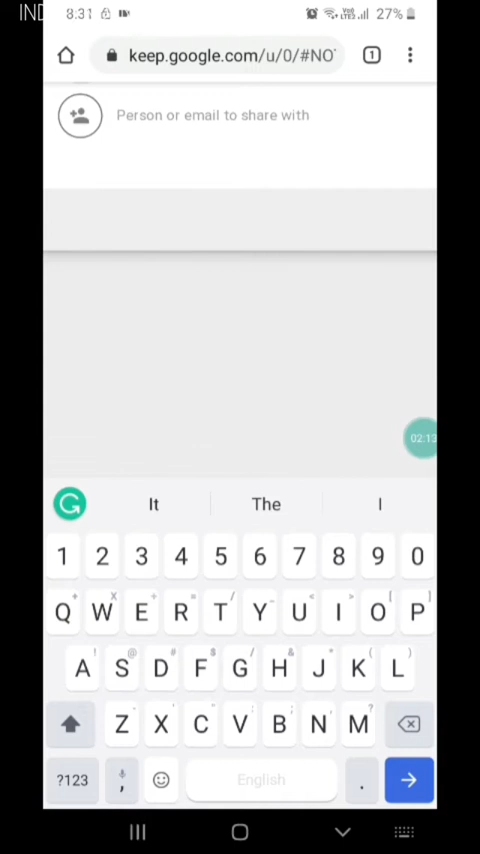 IND
8:31
27%
keep.google.com/u/0/#NO
1
Person or email to share with
02:13
It The I
1 2 3 4 5 6 7 8 9 0
Q W E R T Y U I O P
A S D F G H J K L
Z X C V B N M
?123 , English .